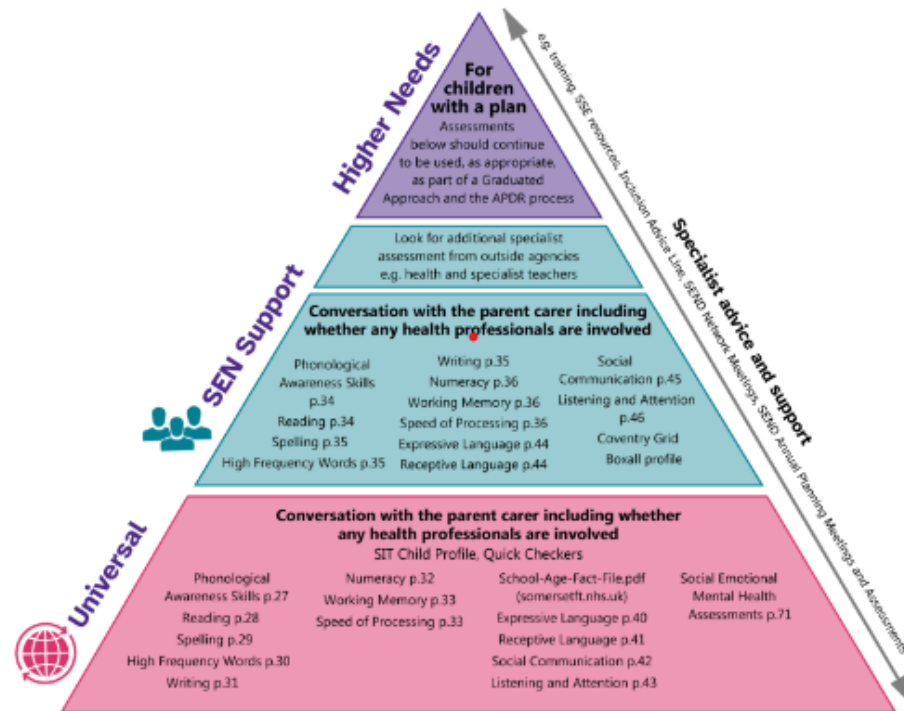 Higher Needs
For
children
with a plan
Assessments
below should continue
to be used, as appropriate,
as part of a Graduated
Approach and the APDR process
SEN Support
Look for additional specialist
assessment from outside agencies
e.g. health and specialist teachers
Conversation with the parent carer including
whether any health professionals are involved
Phonological
Awareness Skills
p.34
Reading p.34
Spelling p.35
High Frequency Words p.35
Writing p.35
Numeracy p.36
Working Memory p.36
Speed of Processing p.36
Expressive Language p.44
Receptive Language p.44
Social
Communication p.45
Listening and Attention
p.46
Coventry Grid
Boxall profile
Universal
Conversation with the parent carer including whether
any health professionals are involved
SIT Child Profile, Quick Checkers
Phonological
Awareness Skills p.27
Reading p.28
Spelling p.29
High Frequency Words p.30
Writing p.31
Numeracy p.32
Working Memory p.33
Speed of Processing p.33
School-Age-Fact-File.pdf
(somersetft.nhs.uk)
Expressive Language p.40
Receptive Language p.41
Social Communication p.42
Listening and Attention p.43
Social Emotional
Mental Health
Assessments p.71
Specialist advice and support
e.g. training, SSE resources, Inclusion Advice Line, SEND Network Meetings, SEND Annual Planning Meetings and Assessments